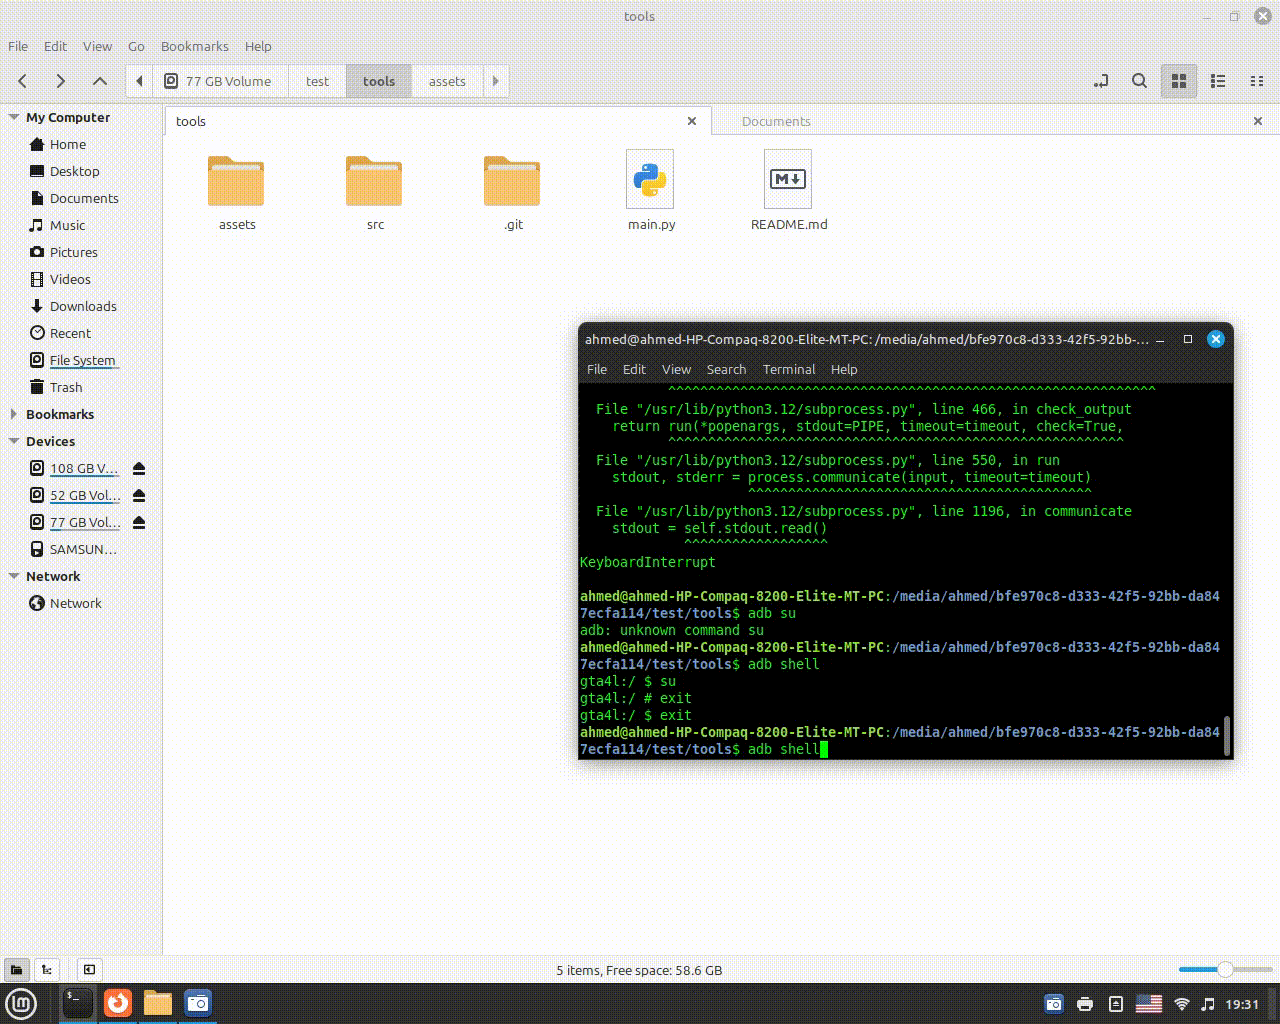 tools
File Edit View Go Bookmarks Help
77 GB Volume test tools assets
My Computer
Home
Desktop
Documents
Music
Pictures
Videos
Downloads
Recent
File System
Trash
Bookmarks
Devices
108 GB V...
52 GB Vol...
77 GB Vol...
SAMSUN...
Network
Network
tools
Documents
assets
src
.git
main.py
README.md
ahmed@ahmed-HP-Compaq-8200-Elite-MT-PC: /media/ahmed/bfe970c8-d333-42f5-92bb-...
File Edit View Search Terminal Help
^^^^^^^^^^^^^^^^^^^^^^^^^^^^^^^^^^^^^^^^^^^^^^^^^^^^^^^^^^^^^
File "/usr/lib/python3.12/subprocess.py", line 466, in check_output
return run(*popenargs, stdout=PIPE, timeout=timeout, check=True,
^^^^^^^^^^^^^^^^^^^^^^^^^^^^^^^^^^^^^^^^^^^^^^^^^^^^^^^^^
File "/usr/lib/python3.12/subprocess.py", line 550, in run
stdout, stderr = process.communicate(input, timeout=timeout)
^^^^^^^^^^^^^^^^^^^^^^^^^^^^^^^^^^^^^^^^^^^
File "/usr/lib/python3.12/subprocess.py", line 1196, in communicate
stdout = self.stdout.read()
^^^^^^^^^^^^^^^^^^
KeyboardInterrupt
ahmed@ahmed-HP-Compaq-8200-Elite-MT-PC:/media/ahmed/bfe970c8-d333-42f5-92bb-da84
7ecfa114/test/tools$ adb su
adb: unknown command su
ahmed@ahmed-HP-Compaq-8200-Elite-MT-PC:/media/ahmed/bfe970c8-d333-42f5-92bb-da84
7ecfa114/test/tools$ adb shell
gta4l:/ $ su
gta4l:/ # exit
gta4l:/ $ exit
ahmed@ahmed-HP-Compaq-8200-Elite-MT-PC:/media/ahmed/bfe970c8-d333-42f5-92bb-da84
7ecfa114/test/tools$ adb shell
5 items, Free space: 58.6 GB
19:31